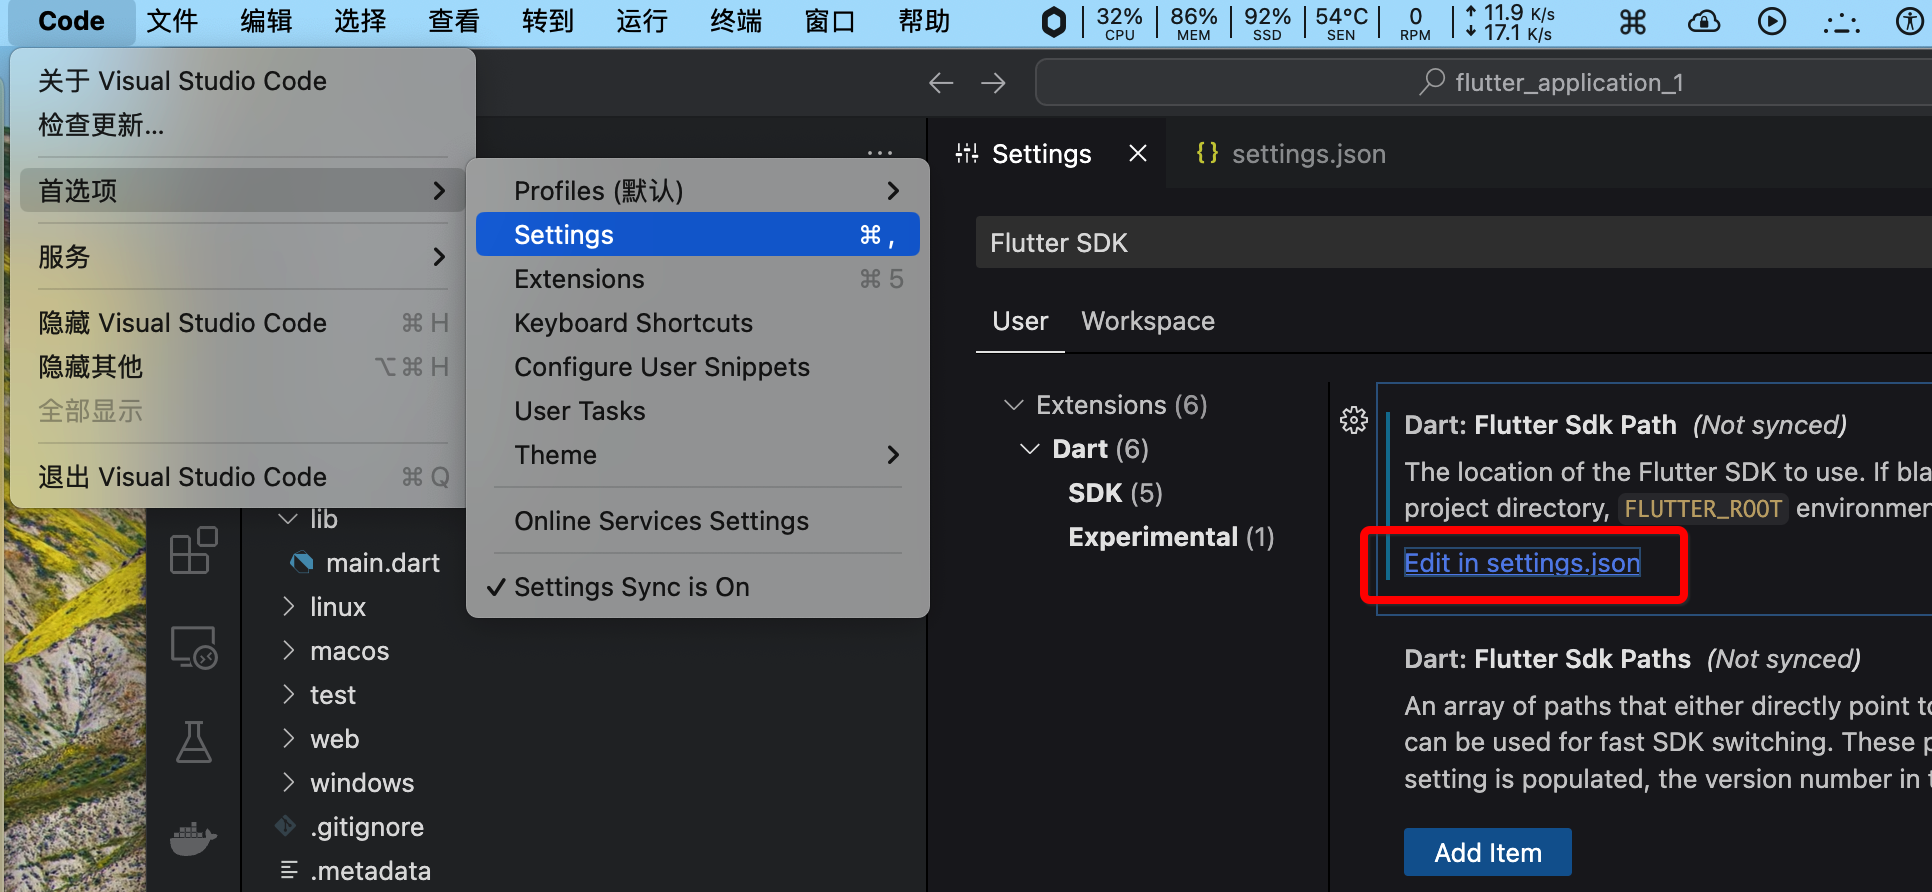 Code 文件 编辑 选择 查看 转到 运行 终端 窗口 帮助
32% CPU 86% MEM 92% SSD 54°C SEN 0 RPM 11.9 K/s 17.1 K/s
关于 Visual Studio Code
检查更新...
首选项
服务
隐藏 Visual Studio Code ⌘ H
隐藏其他 ⌥ ⌘ H
全部显示
退出 Visual Studio Code ⌘ Q
Profiles (默认)
Settings ⌘ ,
Extensions ⌘ 5
Keyboard Shortcuts
Configure User Snippets
User Tasks
Theme
Online Services Settings
✓ Settings Sync is On
lib
main.dart
linux
macos
test
web
windows
.gitignore
.metadata
flutter_application_1
Settings
{} settings.json
Flutter SDK
User Workspace
Extensions (6)
Dart (6)
SDK (5)
Experimental (1)
Dart: Flutter Sdk Path (Not synced)
The location of the Flutter SDK to use. If
project directory, FLUTTER_ROOT
Edit in settings.json
Dart: Flutter Sdk Paths (Not synced)
An array of paths that either directly point
can be used for fast SDK switching. These
setting is populated, the version number in
Add Item